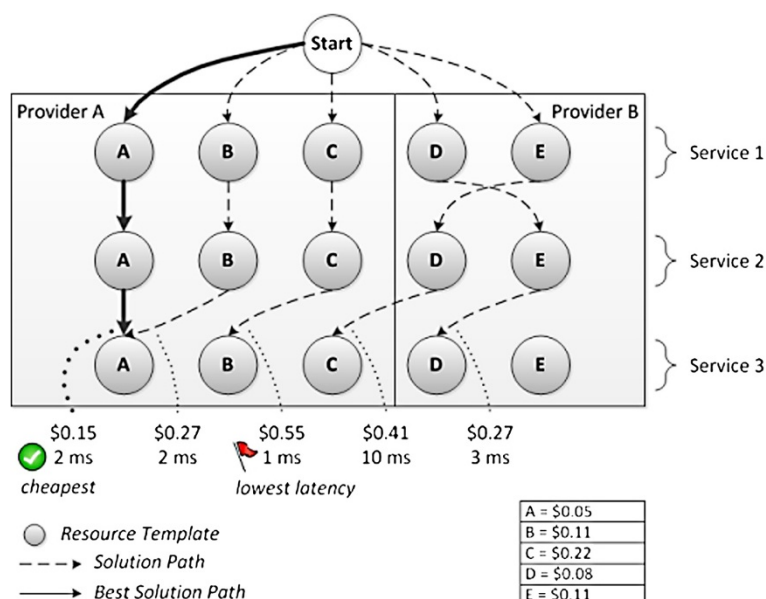 Start
Provider A
Provider B
A B C D E Service 1
A B C D E Service 2
A B C D E Service 3
$0.15 $0.27 $0.55 $0.41 $0.27
2 ms 2 ms 1 ms 10 ms 3 ms
cheapest lowest latency
Resource Template
Solution Path
Best Solution Path
A = $0.05
B = $0.11
C = $0.22
D = $0.08
E = $0.11